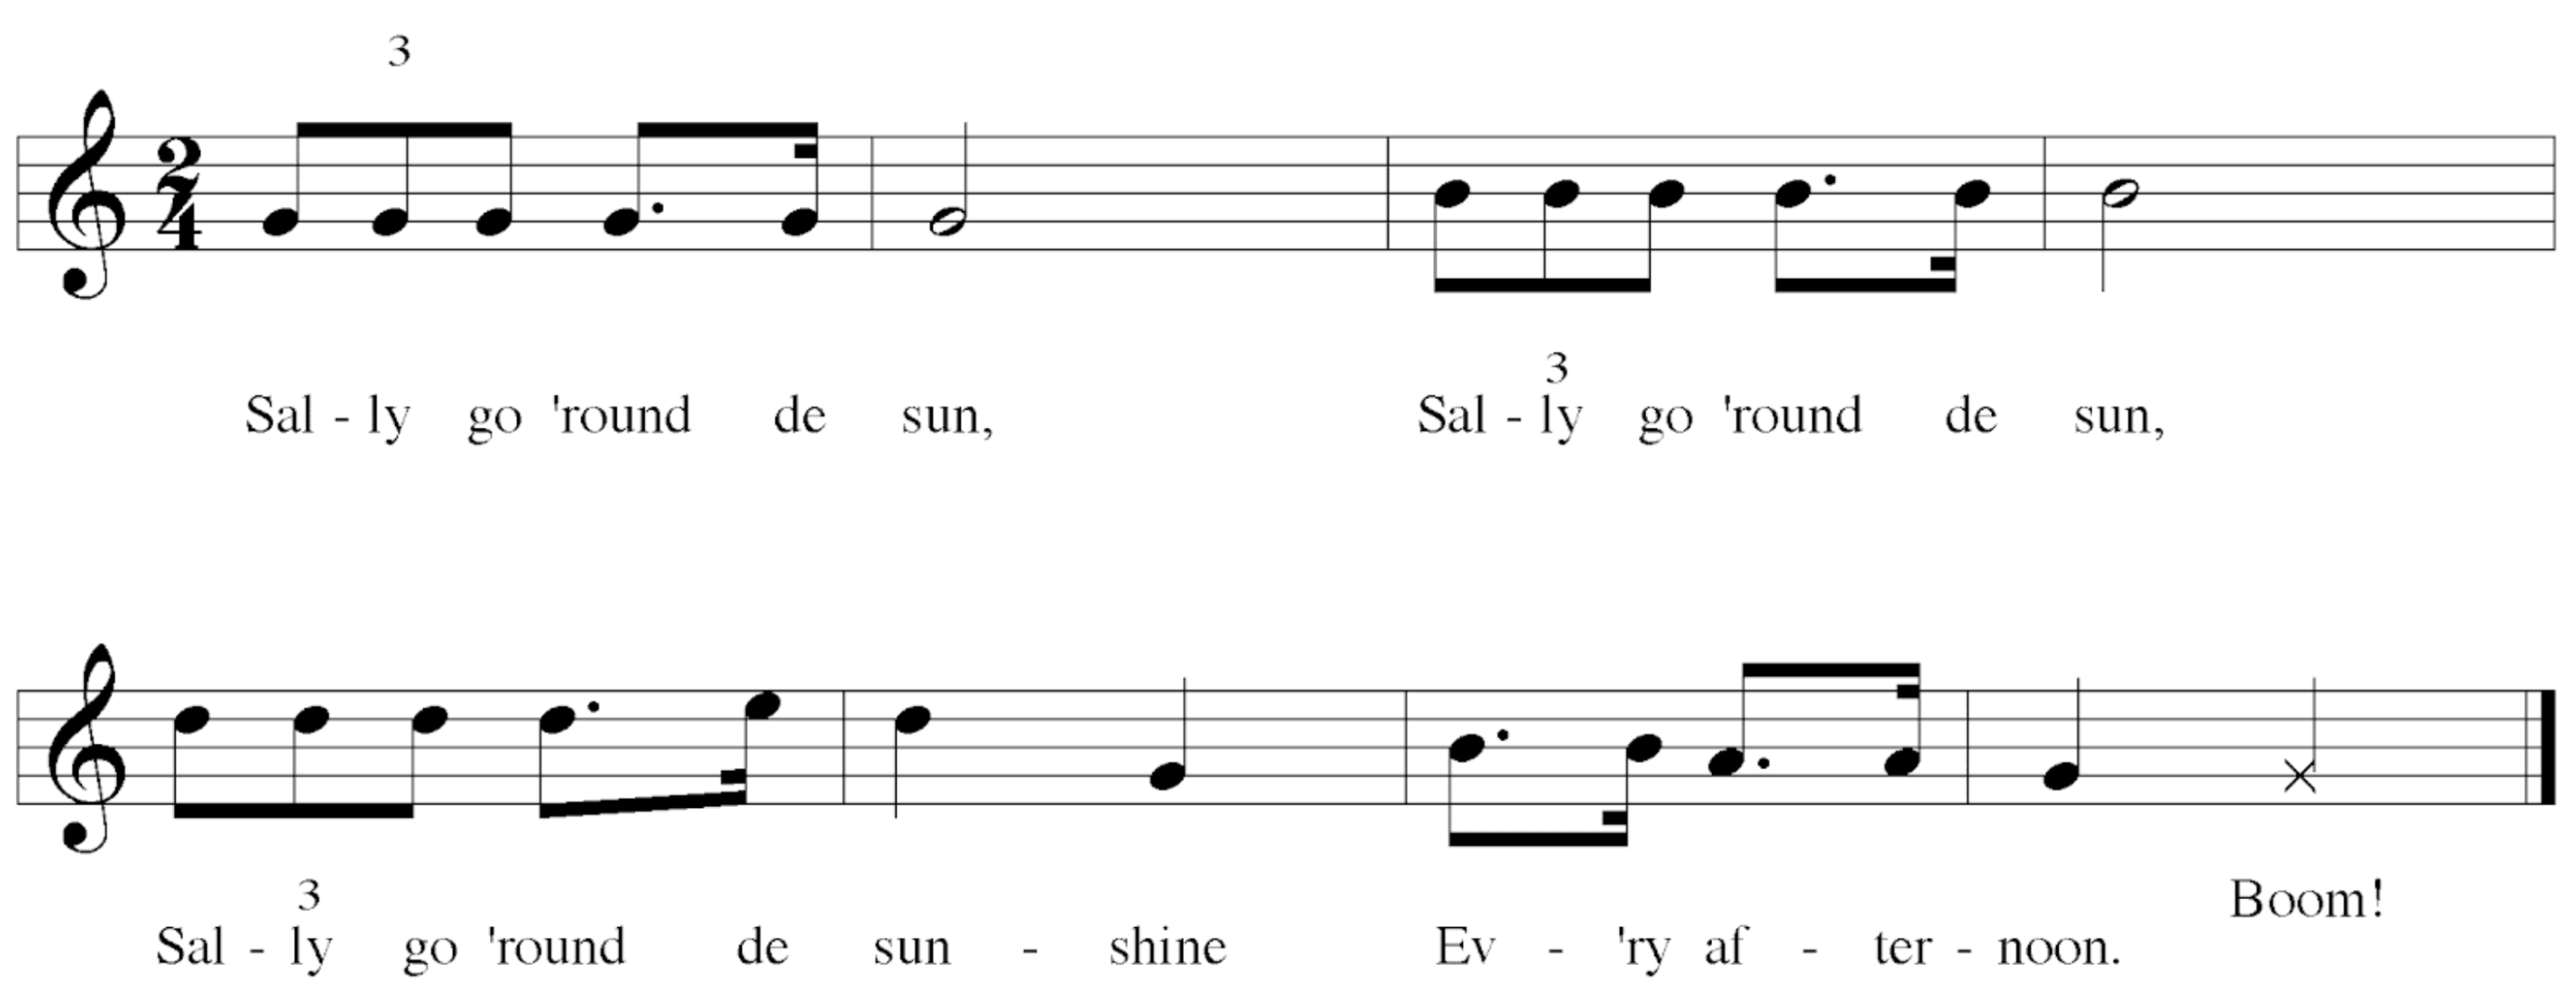 3
2
4
3
Sal - ly go 'round de sun, Sal - ly go 'round de sun,
3
Boom!
Sal - ly go 'round de sun - shine Ev - 'ry af - ter - noon.